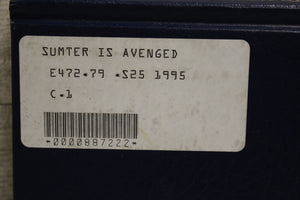 SUMTER IS AVENGED
E472.79 .S25 1995
C.1
*0000887222*